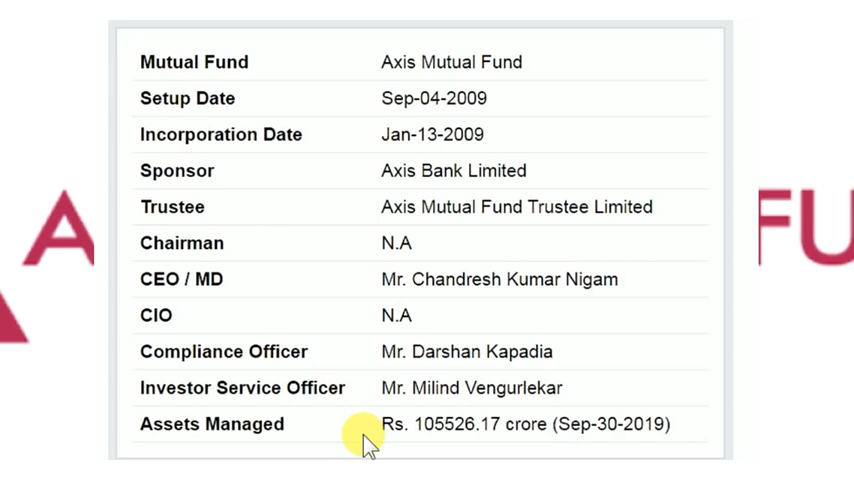 Mutual Fund Axis Mutual Fund
Setup Date Sep-04-2009
Incorporation Date Jan-13-2009
Sponsor Axis Bank Limited
Trustee Axis Mutual Fund Trustee Limited
Chairman N.A
CEO / MD Mr. Chandresh Kumar Nigam
CIO N.A
Compliance Officer Mr. Darshan Kapadia
Investor Service Officer Mr. Milind Vengurlekar
Assets Managed Rs. 105526.17 crore (Sep-30-2019)
A FU